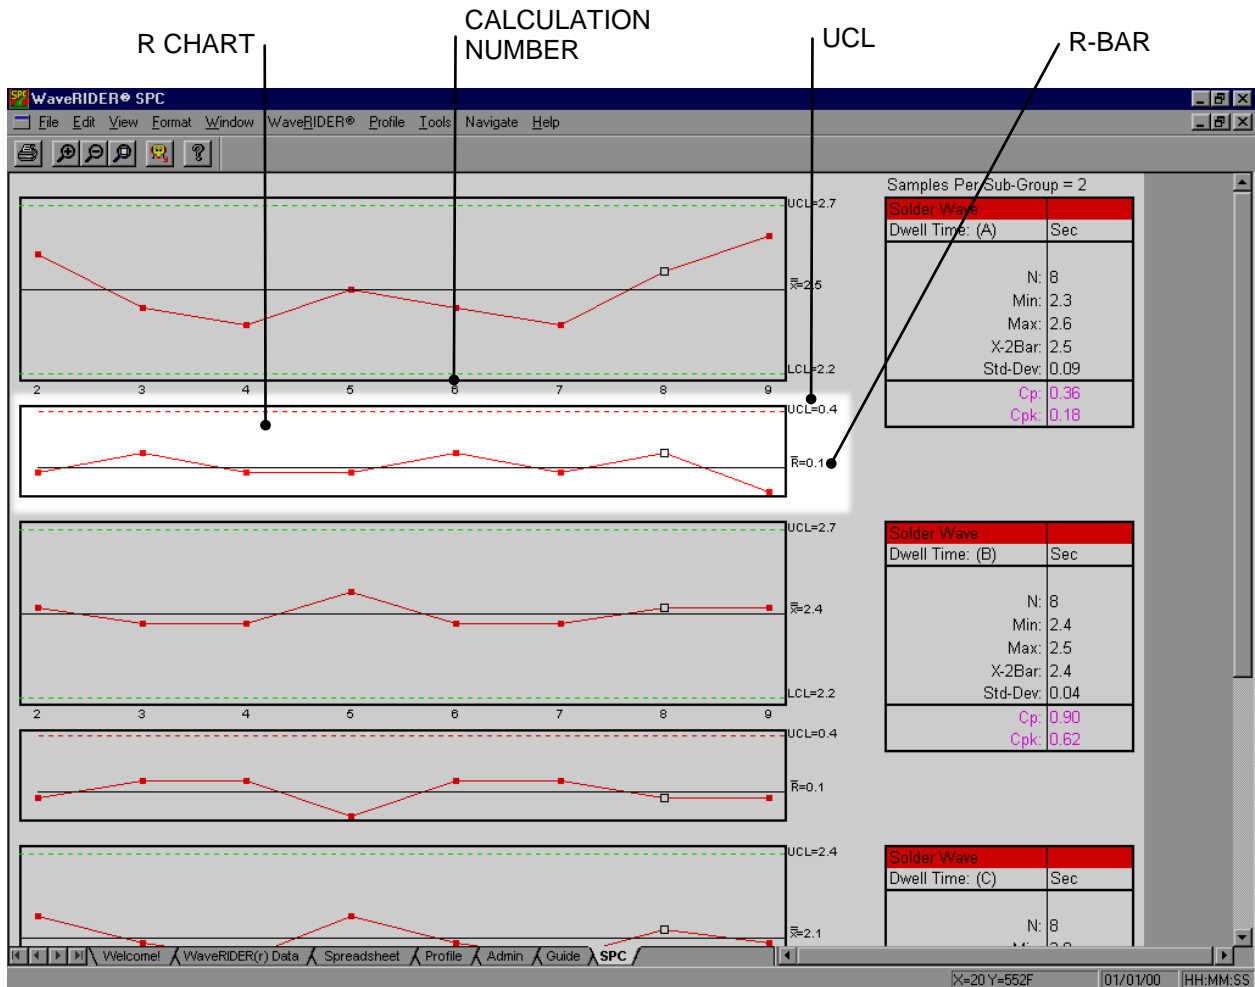 R CHART
CALCULATION
NUMBER
UCL
R-BAR
SPC WaveRIDER® SPC
File Edit View Format Window WaveRIDER® Profile Tools Navigate Help
Samples Per Sub-Group = 2
UCL=2.7
x̿=2.5
LCL=2.2
2 3 4 5 6 7 8 9
Solder Wave
Dwell Time: (A) Sec
N: 8
Min: 2.3
Max: 2.6
X-2Bar: 2.5
Std-Dev: 0.09
Cp: 0.36
Cpk: 0.18
UCL=0.4
R̅=0.1
UCL=2.7
x̿=2.4
LCL=2.2
2 3 4 5 6 7 8 9
Solder Wave
Dwell Time: (B) Sec
N: 8
Min: 2.4
Max: 2.5
X-2Bar: 2.4
Std-Dev: 0.04
Cp: 0.90
Cpk: 0.62
UCL=0.4
R̅=0.1
UCL=2.4
x̿=2.1
Solder Wave
Dwell Time: (C) Sec
N: 8
Welcome! WaveRIDER(r) Data Spreadsheet Profile Admin Guide SPC
X=20 Y=552F 01/01/00 HH:MM:SS